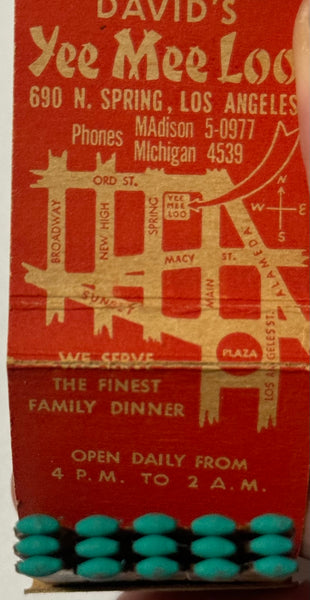 DAVID'S
Yee Mee Loo
690 N. SPRING, LOS ANGELES
Phones MAdison 5-0977
MIchigan 4539
ORD ST.
BROADWAY
NEW HIGH
SPRING
YEE
MEE
LOO
N
W
E
S
MACY ST.
SUNSET
MAIN
ALAMEDA
PLAZA
LOS ANGELES ST.
WE SERVE
THE FINEST
FAMILY DINNER
OPEN DAILY FROM
4 P.M. TO 2 A.M.